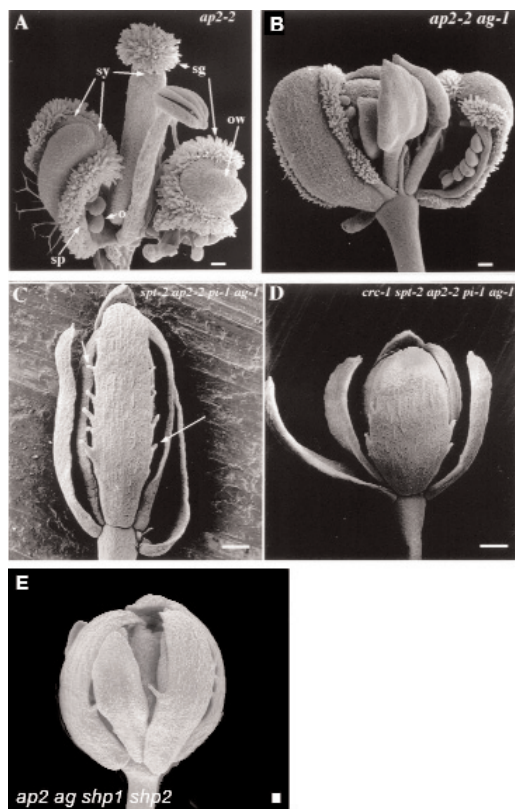 A
ap2-2
sy
sg
ow
o
sp
B
ap2-2 ag-1
C
spt-2 ap2-2 pi-1 ag-1
D
crc-1 spt-2 ap2-2 pi-1 ag-1
E
ap2 ag shp1 shp2